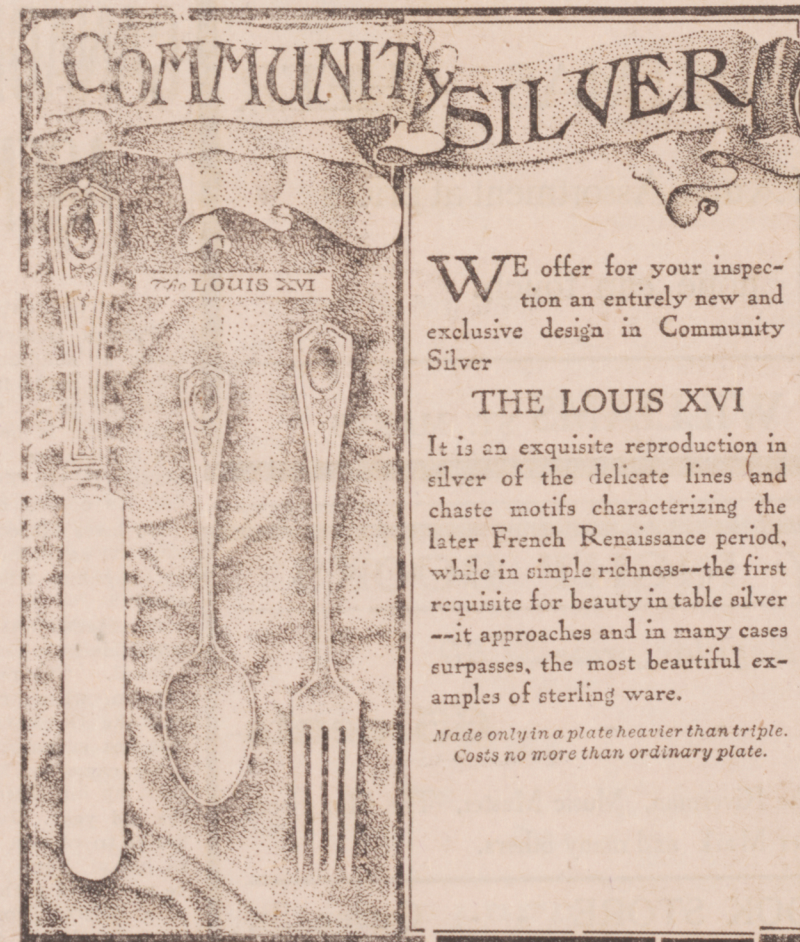 COMMUNITY SILVER
The LOUIS XVI
WE offer for your inspec-
tion an entirely new and
exclusive design in Community
Silver
THE LOUIS XVI
It is an exquisite reproduction in
silver of the delicate lines and
chaste motifs characterizing the
later French Renaissance period,
while in simple richness--the first
requisite for beauty in table silver
--it approaches and in many cases
surpasses, the most beautiful ex-
amples of sterling ware.
Made only in a plate heavier than triple.
Costs no more than ordinary plate.